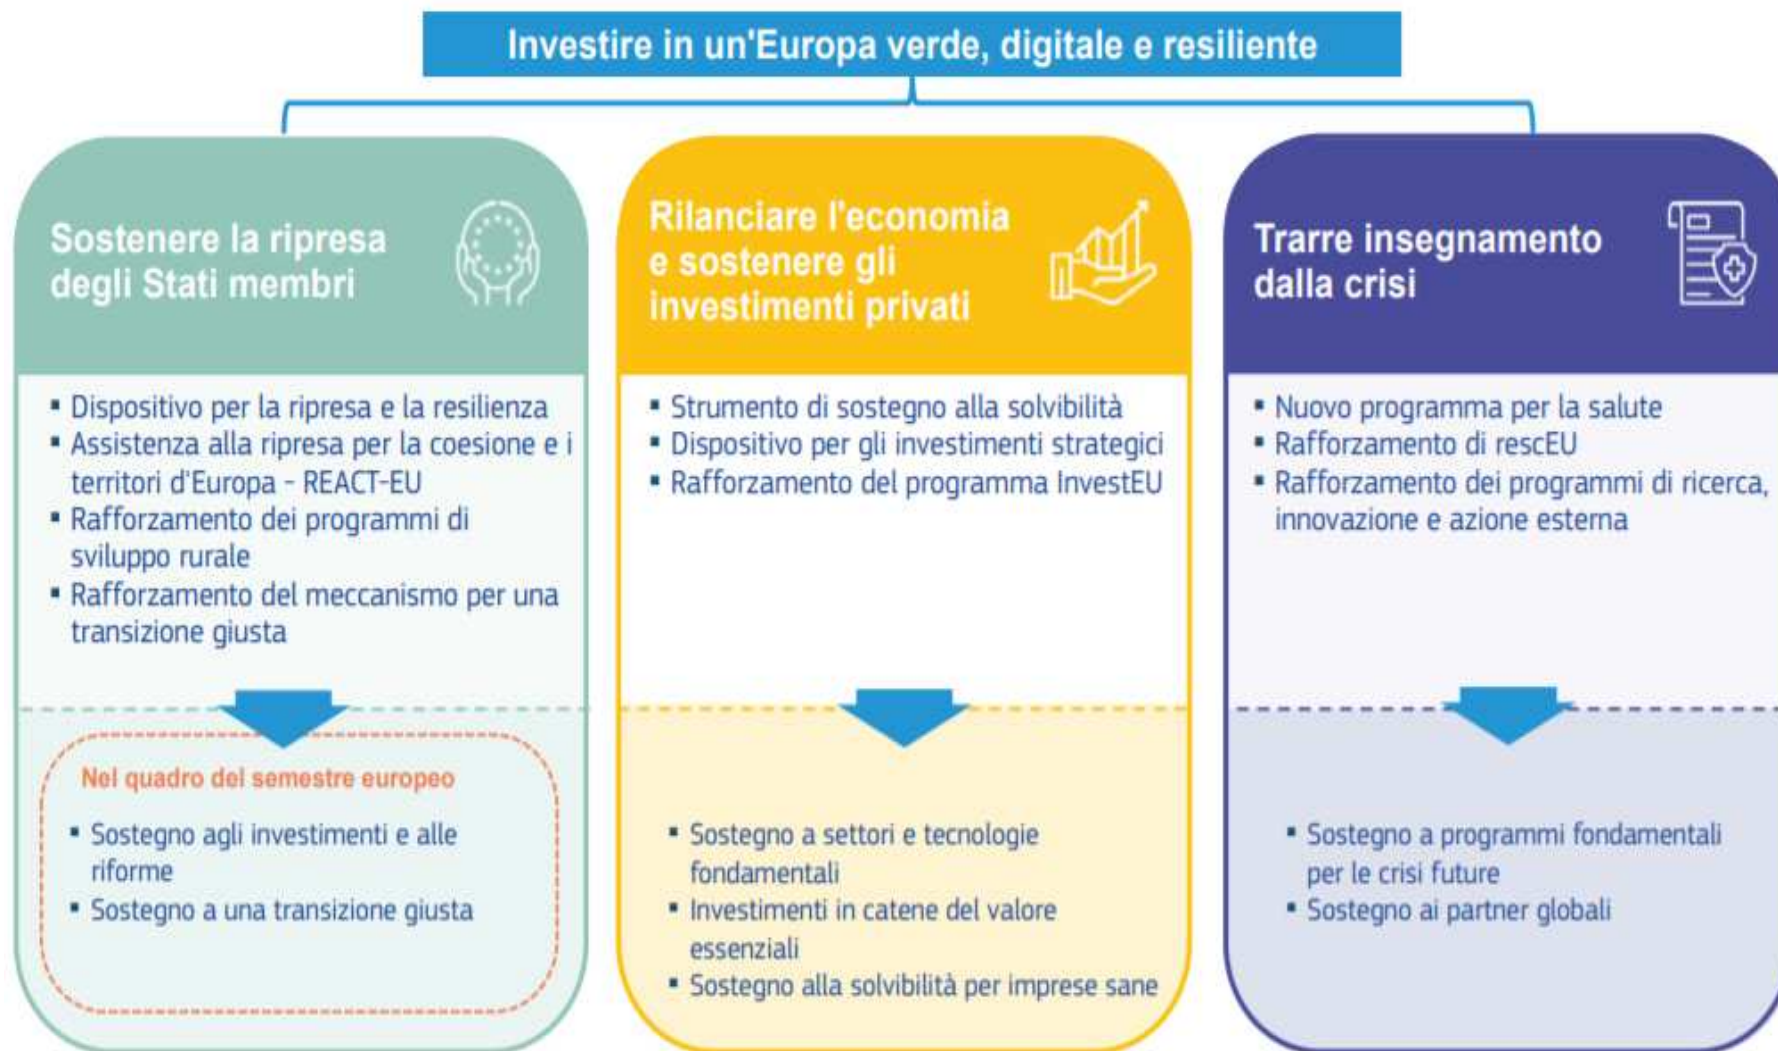 Investire in un'Europa verde, digitale e resiliente
Sostenere la ripresa
degli Stati membri
▪ Dispositivo per la ripresa e la resilienza
▪ Assistenza alla ripresa per la coesione e i
territori d'Europa - REACT-EU
▪ Rafforzamento dei programmi di
sviluppo rurale
▪ Rafforzamento del meccanismo per una
transizione giusta
Nel quadro del semestre europeo
▪ Sostegno agli investimenti e alle
riforme
▪ Sostegno a una transizione giusta
Rilanciare l'economia
e sostenere gli
investimenti privati
▪ Strumento di sostegno alla solvibilità
▪ Dispositivo per gli investimenti strategici
▪ Rafforzamento del programma InvestEU
▪ Sostegno a settori e tecnologie
fondamentali
▪ Investimenti in catene del valore
essenziali
▪ Sostegno alla solvibilità per imprese sane
Trarre insegnamento
dalla crisi
▪ Nuovo programma per la salute
▪ Rafforzamento di rescEU
▪ Rafforzamento dei programmi di ricerca,
innovazione e azione esterna
▪ Sostegno a programmi fondamentali
per le crisi future
▪ Sostegno ai partner globali